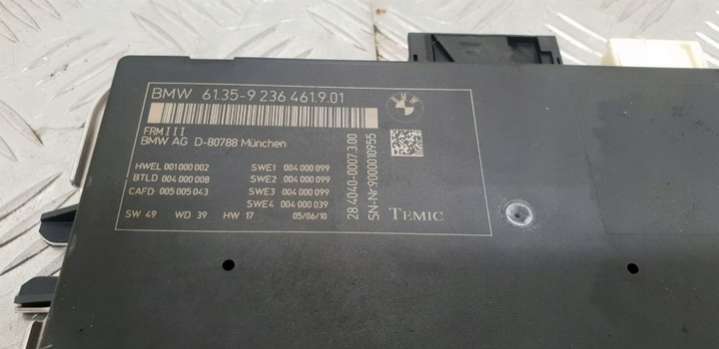 BMW 61.35-9 236 461.9 01
FRM III
BMW AG D-80788 München
HWEL 001 000 002
BTLD 004 000 008
CAFD 005 005 043
SWE1 004 000 099
SWE2 004 000 099
SWE3 004 000 099
SWE4 004 000 039
SW 49 WD 39 HW 17 05/06/10
28.4040-0007.3 00
SN-Nr 9000010955
TEMIC